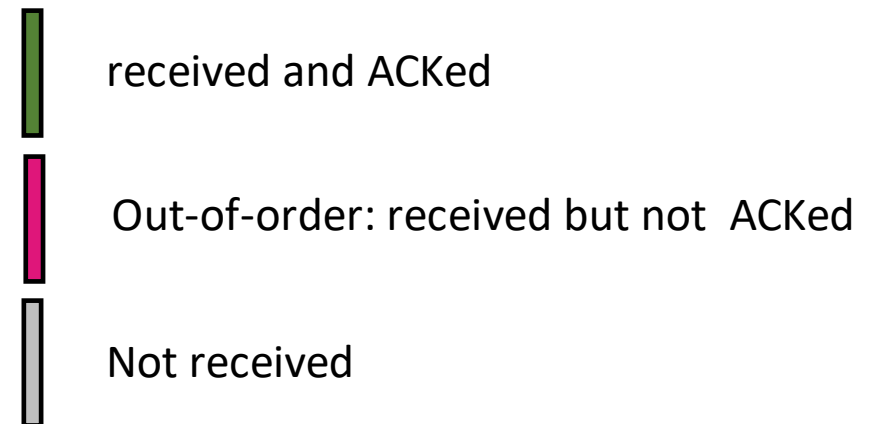 received and ACKed
Out-of-order: received but not ACKed
Not received